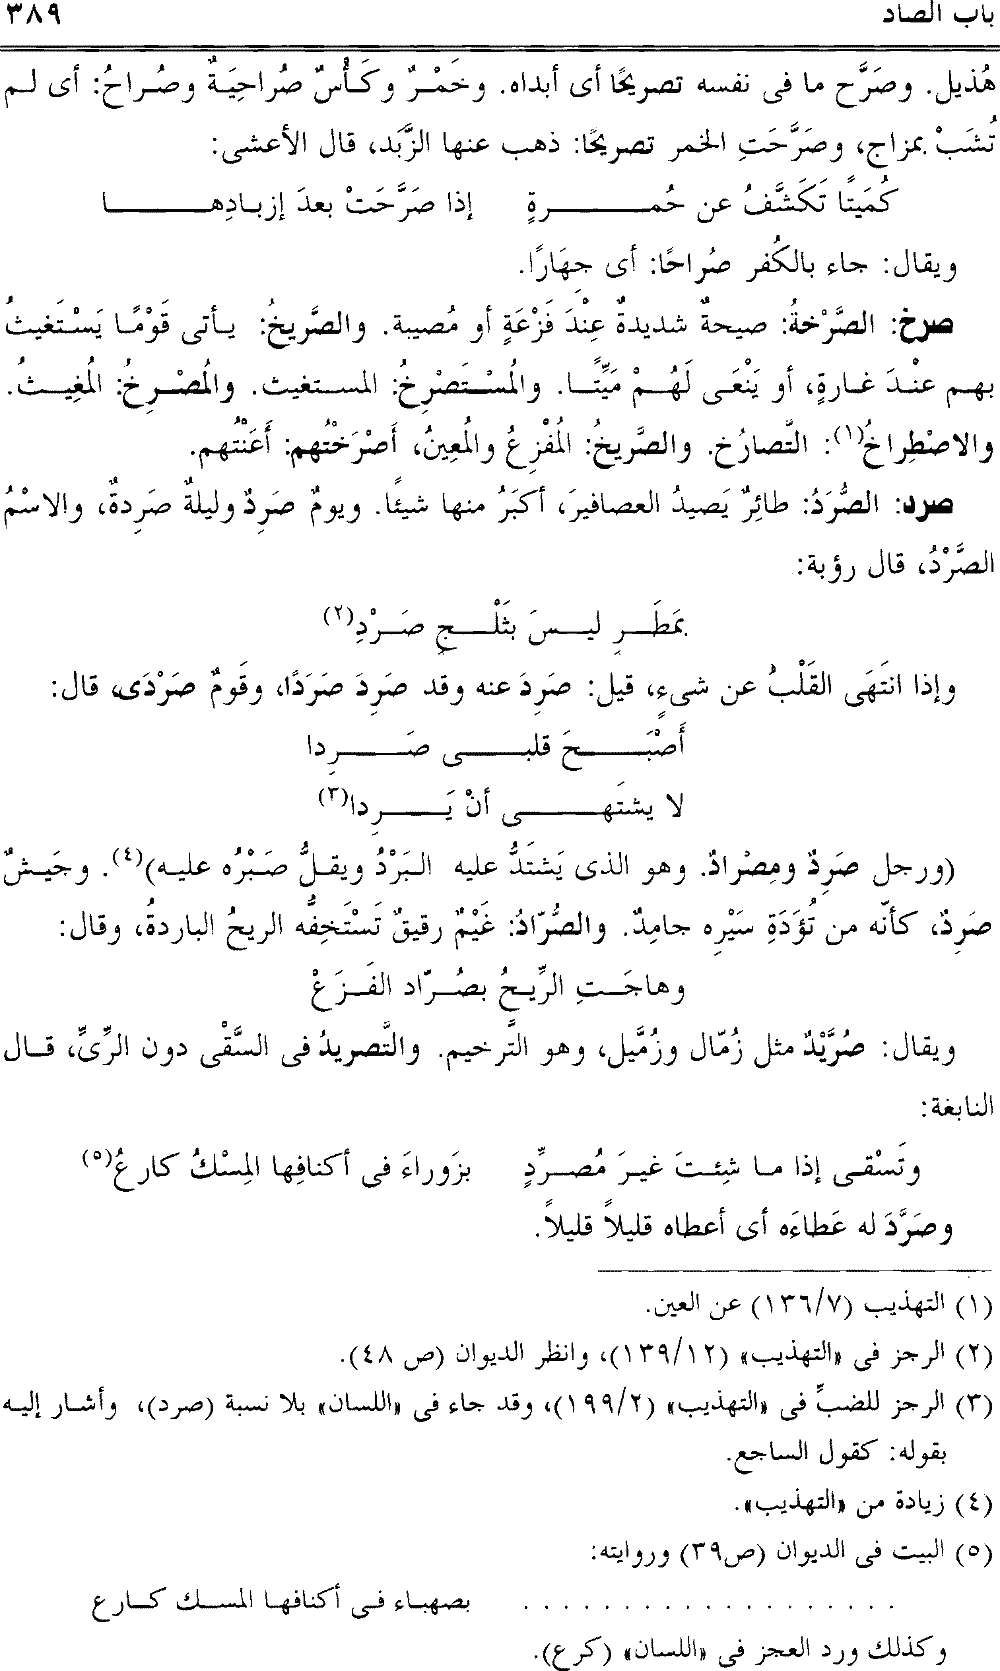 باب الصاد ٣٨٩
هُذيل. وصَرَّح ما فى نفسه تصريحًا أى أبداه. وخَمْرٌ وكَأْسٌ صُراحِيَةٌ وصُراحُ: أى لم
تُشَبْ بمزاج، وصَرَّحَتِ الخمر تصريحًا: ذهب عنها الزَّبَد، قال الأعشى:
كُمَيتًا تَكَشَّفُ عن حُمــرةٍ إذا صَرَّحَتْ بعدَ إزبادِهــا
ويقال: جاء بالكُفر صُراحًا: أى جِهَارًا.
صرخ: الصَّرْخةُ: صيحةٌ شديدةٌ عِنْدَ فَزْعَةٍ أو مُصيبة. والصَّريخُ: يأتى قَوْمًا يَسْتَغيثُ
بهم عنْدَ غارةٍ، أو يَنْعَى لَهُمْ مَيِّتًا. والمُسْتَصْرِخُ: المستغيث. والمُصْرِخُ: المُغِيثُ.
والاصْطِراخُ(١): التَّصارُخ. والصَّريخُ: المُفْزِعُ والمُعِينُ، أَصْرَخْتُهم: أَعَنْتُهم.
صرد: الصُّرَدُ: طائِرٌ يَصيدُ العصافيرَ، أكبَرُ منها شيئًا. ويومٌ صَرِدٌ وليلةٌ صَرِدةٌ، والاسْمُ
الصَّرْدُ، قال رؤبة:
بمَطَرِ ليسَ بثَلْجٍ صَرْدِ(٢)
وإذا انتَهَى القَلْبُ عن شىءٍ، قيل: صَرِدَ عنه وقد صَرِدَ صَرَدًا، وقَومٌ صَرْدَى، قال:
أَصْبَحَ قلبى صَرِدا
لا يشتَهى أنْ يَرِدا(٣)
(ورجل صَرِدٌ ومِصْرادٌ. وهو الذى يَشتَدُّ عليه البَرْدُ ويقلُّ صَبْرُه عليه)(٤). وجَيشٌ
صَرِدٌ، كأنّه من تُؤَدَةِ سَيْرِه جامِدٌ. والصُّرّادُ: غَيْمٌ رقيقٌ تَسْتَخِفُّه الريحُ الباردةُ، وقال:
وهاجَتِ الرِّيحُ بصُرّاد القَزَعْ
ويقال: صُرَّيْدٌ مثل زُمّال وزُمَّيل، وهو التَّرخيم. والتَّصريدُ فى السَّقْى دون الرِّىِّ، قال
النابغة:
وتَسْقى إذا ما شِئتَ غيرَ مُصرِّدٍ بزَوراءَ فى أكنافِها المِسْكُ كارعُ(٥)
وصَرَّدَ له عَطاءَه أى أعطاه قليلاً قليلاً.
(١) التهذيب (١٣٦/٧) عن العين.
(٢) الرجز فى «التهذيب» (١٣٩/١٢)، وانظر الديوان (ص ٤٨).
(٣) الرجز للضبِّ فى «التهذيب» (١٩٩/٢)، وقد جاء فى «اللسان» بلا نسبة (صرد)، وأشار إليه
بقوله: كقول الساجع.
(٤) زيادة من «التهذيب».
(٥) البيت فى الديوان (ص٣٩) وروايته:
. . . . . . . . . . . . . . . . . . . بصهباء فى أكنافها المسك كارع
وكذلك ورد العجز فى «اللسان» (كرع).